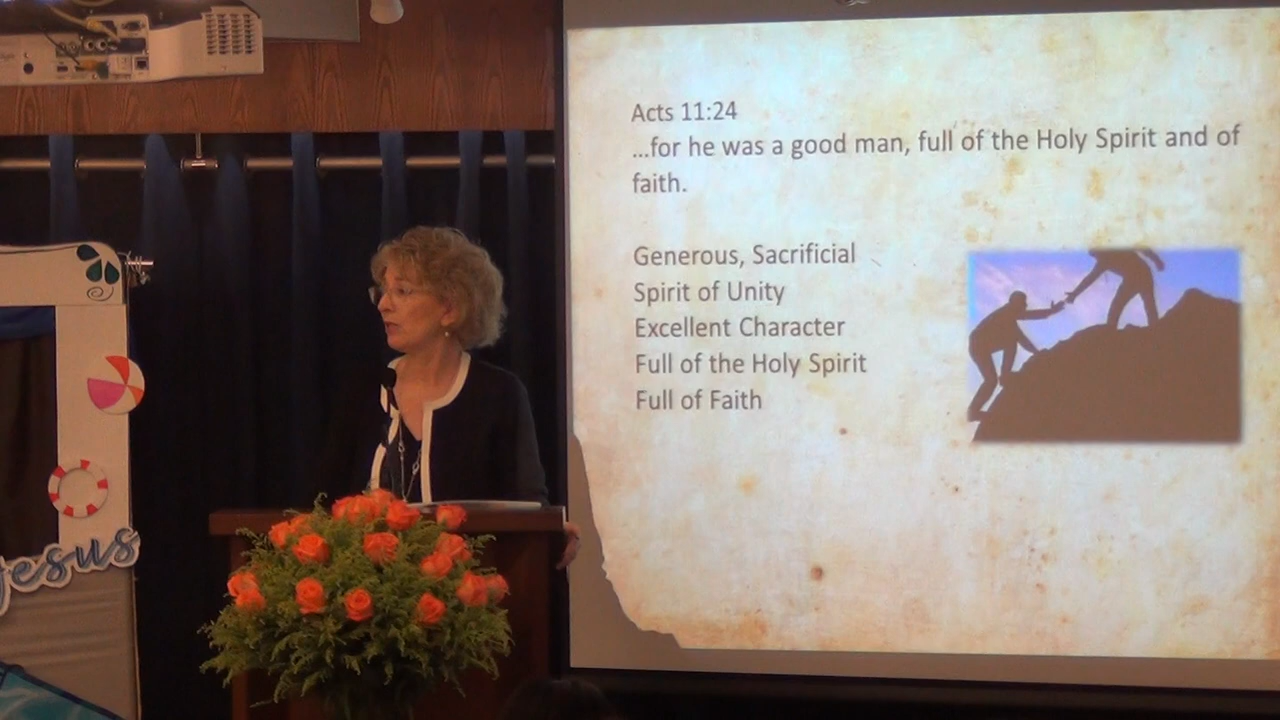 Acts 11:24
...for he was a good man, full of the Holy Spirit and of
faith.
Generous, Sacrificial
Spirit of Unity
Excellent Character
Full of the Holy Spirit
Full of Faith
Jesus